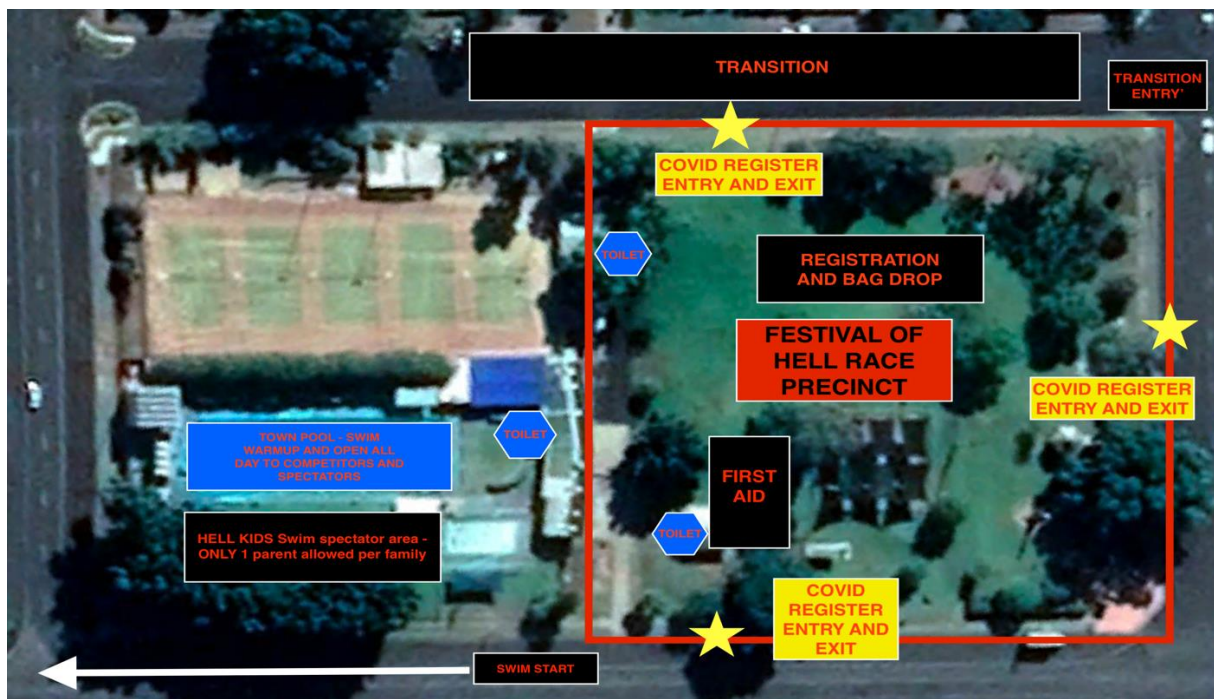 TRANSITION
TRANSITION
ENTRY'
COVID REGISTER
ENTRY AND EXIT
TOILET
REGISTRATION
AND BAG DROP
FESTIVAL OF
HELL RACE
PRECINCT
COVID REGISTER
ENTRY AND EXIT
TOWN POOL - SWIM
WARMUP AND OPEN ALL
DAY TO COMPETITORS AND
SPECTATORS
TOILET
FIRST
AID
HELL KIDS Swim spectator area -
ONLY 1 parent allowed per family
TOILET
COVID
REGISTER
ENTRY AND
EXIT
SWIM START